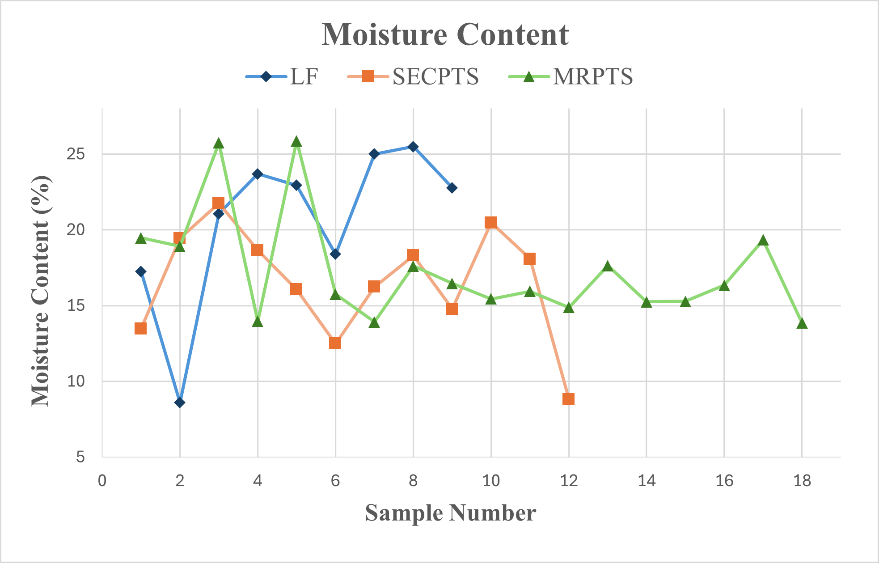 Moisture Content
LF SECPTS MRPTS
25
20
15
10
5
Moisture Content (%)
0 2 4 6 8 10 12 14 16 18
Sample Number